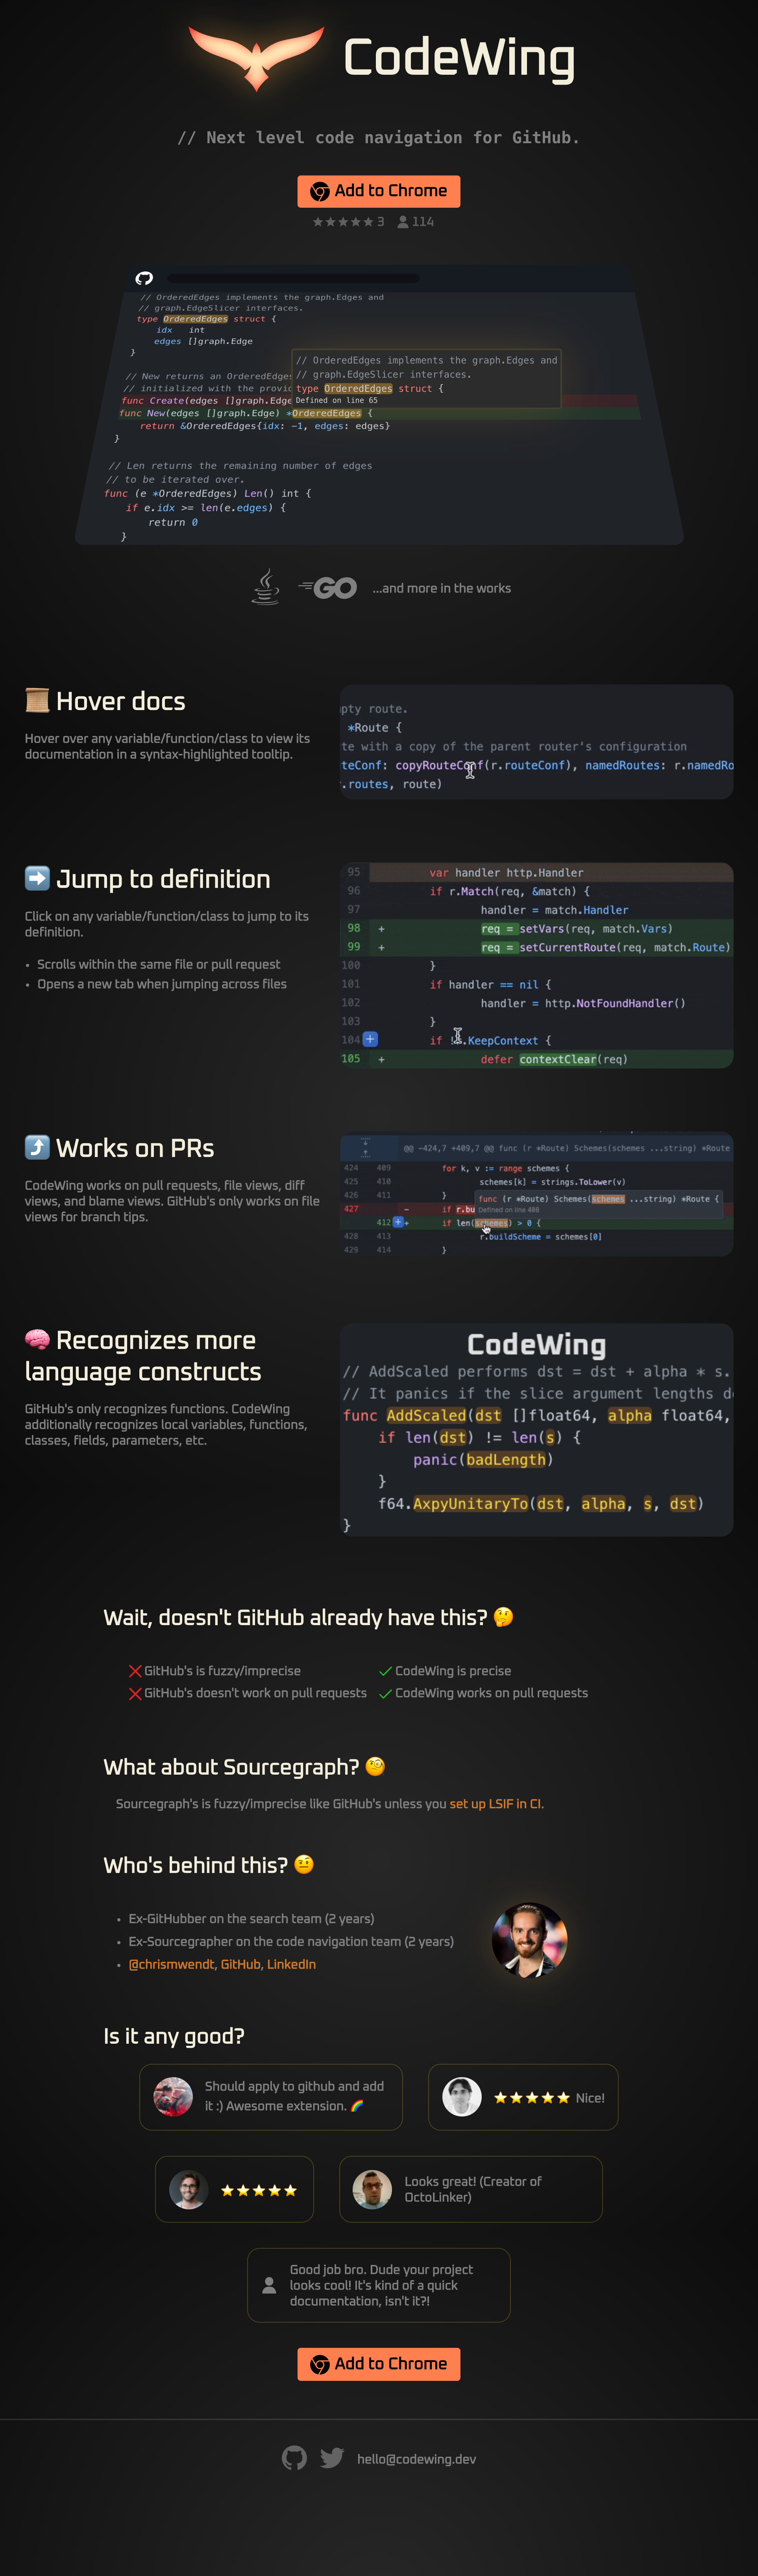 CodeWing
// Next level code navigation for GitHub.
Add to Chrome
3 114
// OrderedEdges implements the graph.Edges and
// graph.EdgeSlicer interfaces.
type OrderedEdges struct {
idx int
edges []graph.Edge
}
// New returns an OrderedEdges
// initialized with the provid
func Create(edges []graph.Edge
func New(edges []graph.Edge) *OrderedEdges {
return &OrderedEdges{idx: -1, edges: edges}
}
// OrderedEdges implements the graph.Edges and
// graph.EdgeSlicer interfaces.
type OrderedEdges struct {
Defined on line 65
// Len returns the remaining number of edges
// to be iterated over.
func (e *OrderedEdges) Len() int {
if e.idx >= len(e.edges) {
return 0
}
GO
...and more in the works
Hover docs
Hover over any variable/function/class to view its
documentation in a syntax-highlighted tooltip.
pty route.
*Route {
te with a copy of the parent router's configuration
teConf: copyRouteConf(r.routeConf), namedRoutes: r.namedRo
.routes, route)
Jump to definition
Click on any variable/function/class to jump to its
definition.
• Scrolls within the same file or pull request
• Opens a new tab when jumping across files
95 var handler http.Handler
96 if r.Match(req, &match) {
97 handler = match.Handler
98 + req = setVars(req, match.Vars)
99 + req = setCurrentRoute(req, match.Route)
100 }
101 if handler == nil {
102 handler = http.NotFoundHandler()
103 }
104 if !.KeepContext {
105 + defer contextClear(req)
Works on PRs
CodeWing works on pull requests, file views, diff
views, and blame views. GitHub's only works on file
views for branch tips.
@@ -424,7 +409,7 @@ func (r *Route) Schemes(schemes ...string) *Route
424 409 for k, v := range schemes {
425 410 schemes[k] = strings.ToLower(v)
426 411 }
427 - if r.bu
412 + if len(schemes) > 0 {
428 413 r.buildScheme = schemes[0]
429 414 }
func (r *Route) Schemes(schemes ...string) *Route {
Defined on line 408
Recognizes more
language constructs
GitHub's only recognizes functions. CodeWing
additionally recognizes local variables, functions,
classes, fields, parameters, etc.
CodeWing
// AddScaled performs dst = dst + alpha * s.
// It panics if the slice argument lengths d
func AddScaled(dst []float64, alpha float64,
if len(dst) != len(s) {
panic(badLength)
}
f64.AxpyUnitaryTo(dst, alpha, s, dst)
}
Wait, doesn't GitHub already have this? 🤔
❌ GitHub's is fuzzy/imprecise ✓ CodeWing is precise
❌ GitHub's doesn't work on pull requests ✓ CodeWing works on pull requests
What about Sourcegraph? 🧐
Sourcegraph's is fuzzy/imprecise like GitHub's unless you set up LSIF in CI.
Who's behind this? 🤨
• Ex-GitHubber on the search team (2 years)
• Ex-Sourcegrapher on the code navigation team (2 years)
• @chrismwendt, GitHub, LinkedIn
Is it any good?
Should apply to github and add
it :) Awesome extension. 🌈
⭐⭐⭐⭐⭐ Nice!
⭐⭐⭐⭐⭐
Looks great! (Creator of
OctoLinker)
Good job bro. Dude your project
looks cool! It's kind of a quick
documentation, isn't it?!
Add to Chrome
hello@codewing.dev